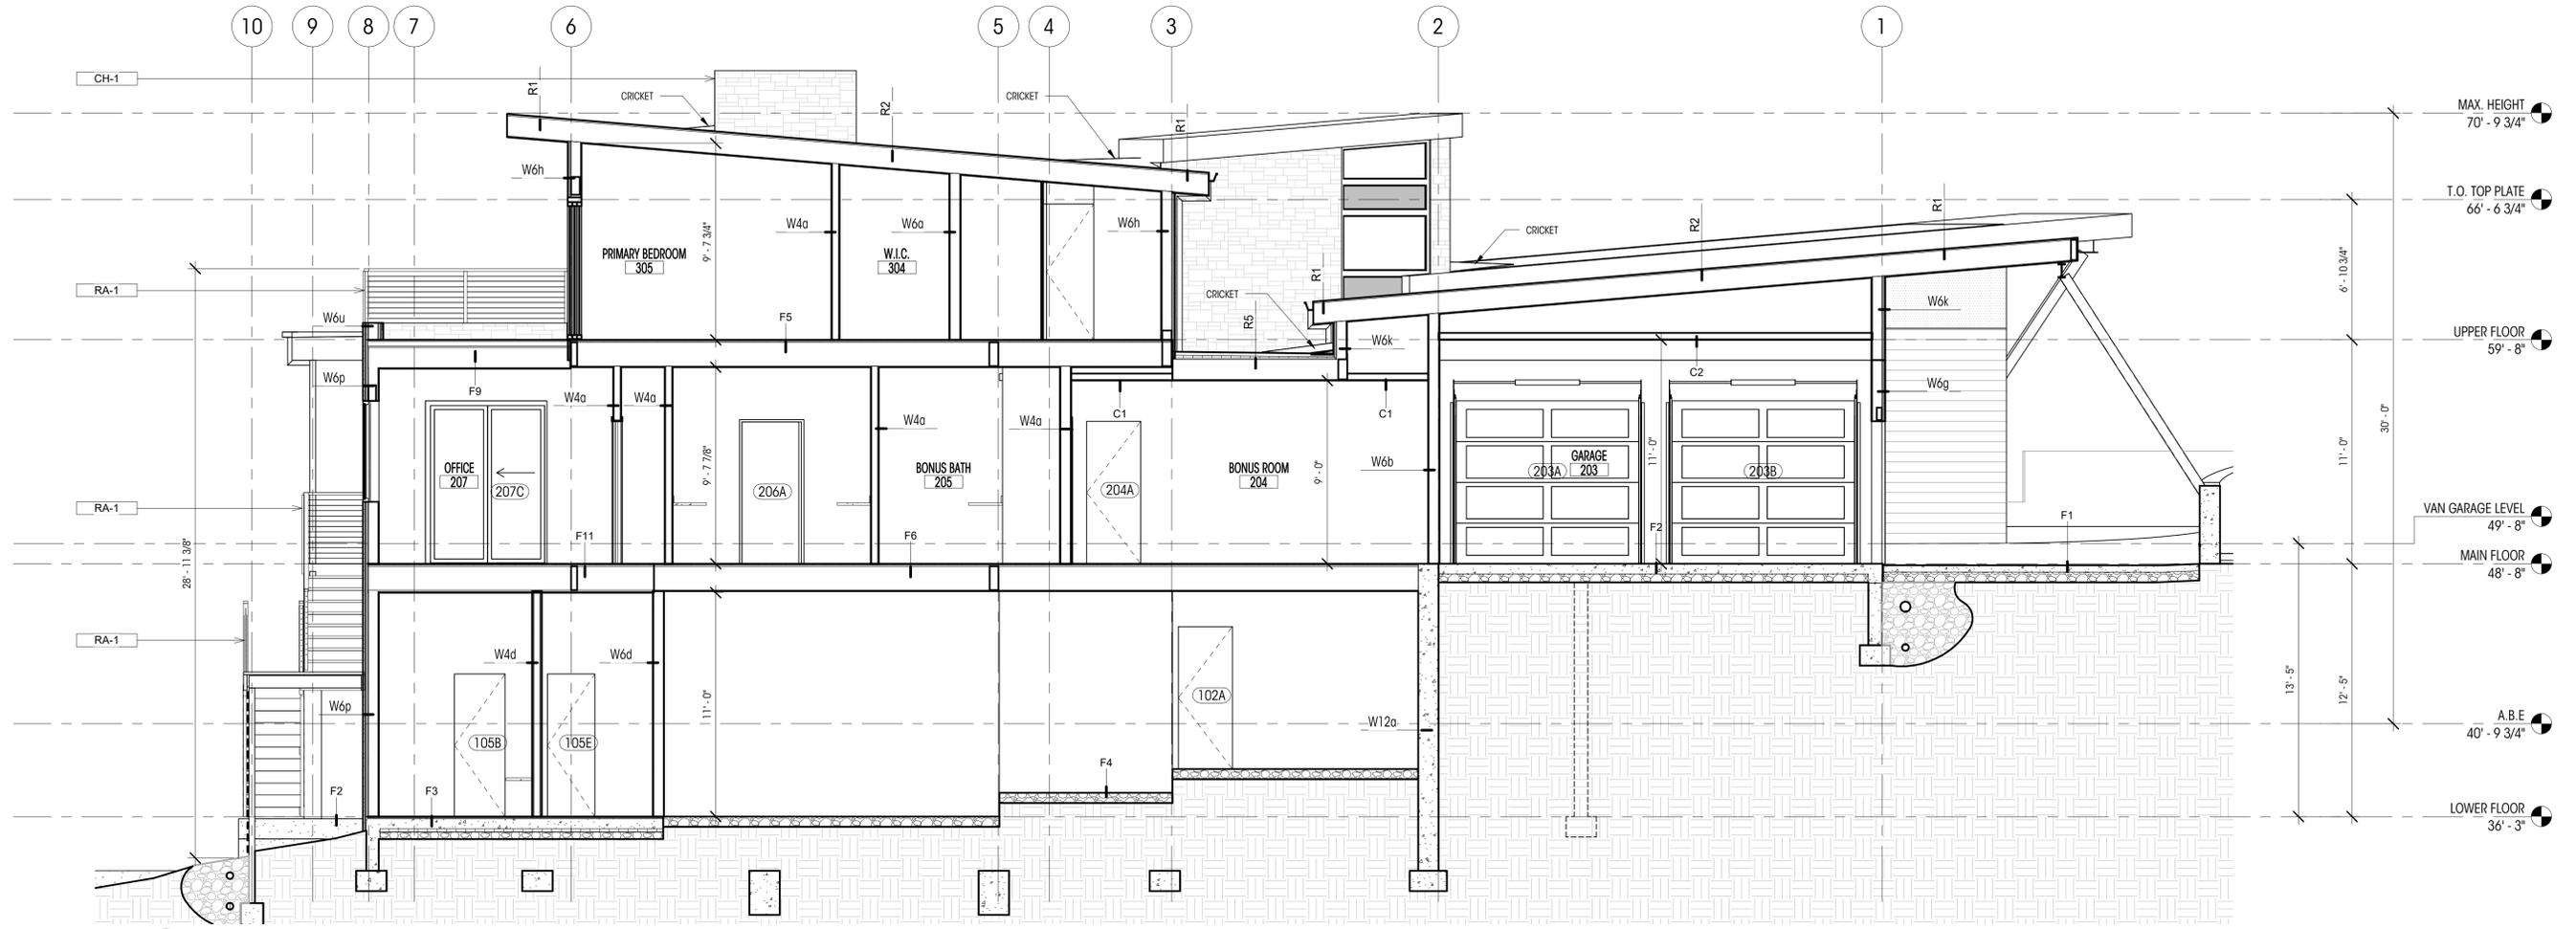 10 9 8 7 6 5 4 3 2 1
CH-1
R1
CRICKET
R2
CRICKET
R1
MAX. HEIGHT
70' - 9 3/4"
W6h
T.O. TOP PLATE
66' - 6 3/4"
PRIMARY BEDROOM
305
9' - 7 3/4"
W4a
W6a
W.I.C.
304
W6h
CRICKET
R2
R1
6' - 10 3/4"
RA-1
W6u
F5
CRICKET
R1
R5
W6k
W6k
UPPER FLOOR
59' - 8"
W6p
F9
C1
C1
C2
W6g
W4a
W4a
9' - 7 7/8"
W4a
W4a
30' - 0"
OFFICE
207
207C
206A
BONUS BATH
205
204A
BONUS ROOM
204
9' - 0"
W6b
203A
GARAGE
203
11' - 0"
203B
11' - 0"
RA-1
F11
F6
F2
F1
VAN GARAGE LEVEL
49' - 8"
28' - 11 3/8"
MAIN FLOOR
48' - 8"
RA-1
W4d
W6d
11' - 0"
102A
13' - 5"
12' - 5"
W6p
105B
105E
W12a
A.B.E
40' - 9 3/4"
F2
F3
F4
LOWER FLOOR
36' - 3"